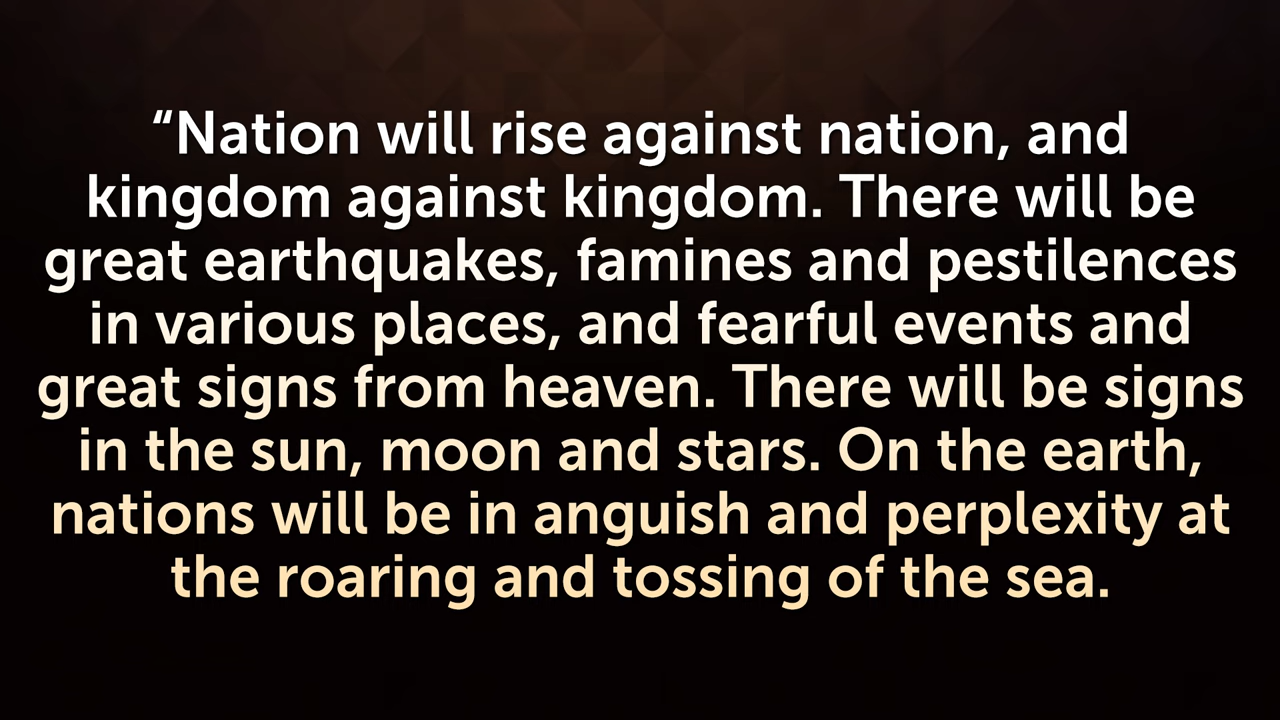 “Nation will rise against nation, and
kingdom against kingdom. There will be
great earthquakes, famines and pestilences
in various places, and fearful events and
great signs from heaven. There will be signs
in the sun, moon and stars. On the earth,
nations will be in anguish and perplexity at
the roaring and tossing of the sea.